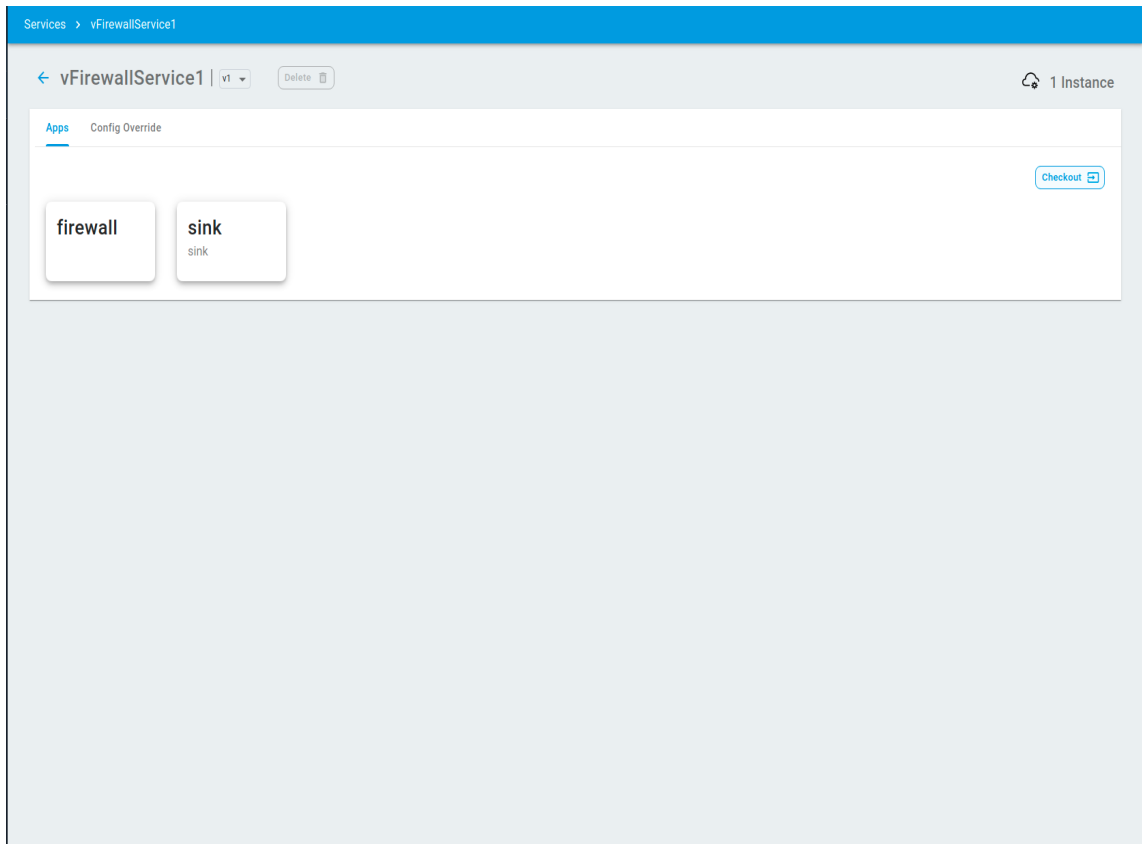 Services > vFirewallService1
vFirewallService1 | v1
Delete
1 Instance
Apps
Config Override
Checkout
firewall
sink
sink